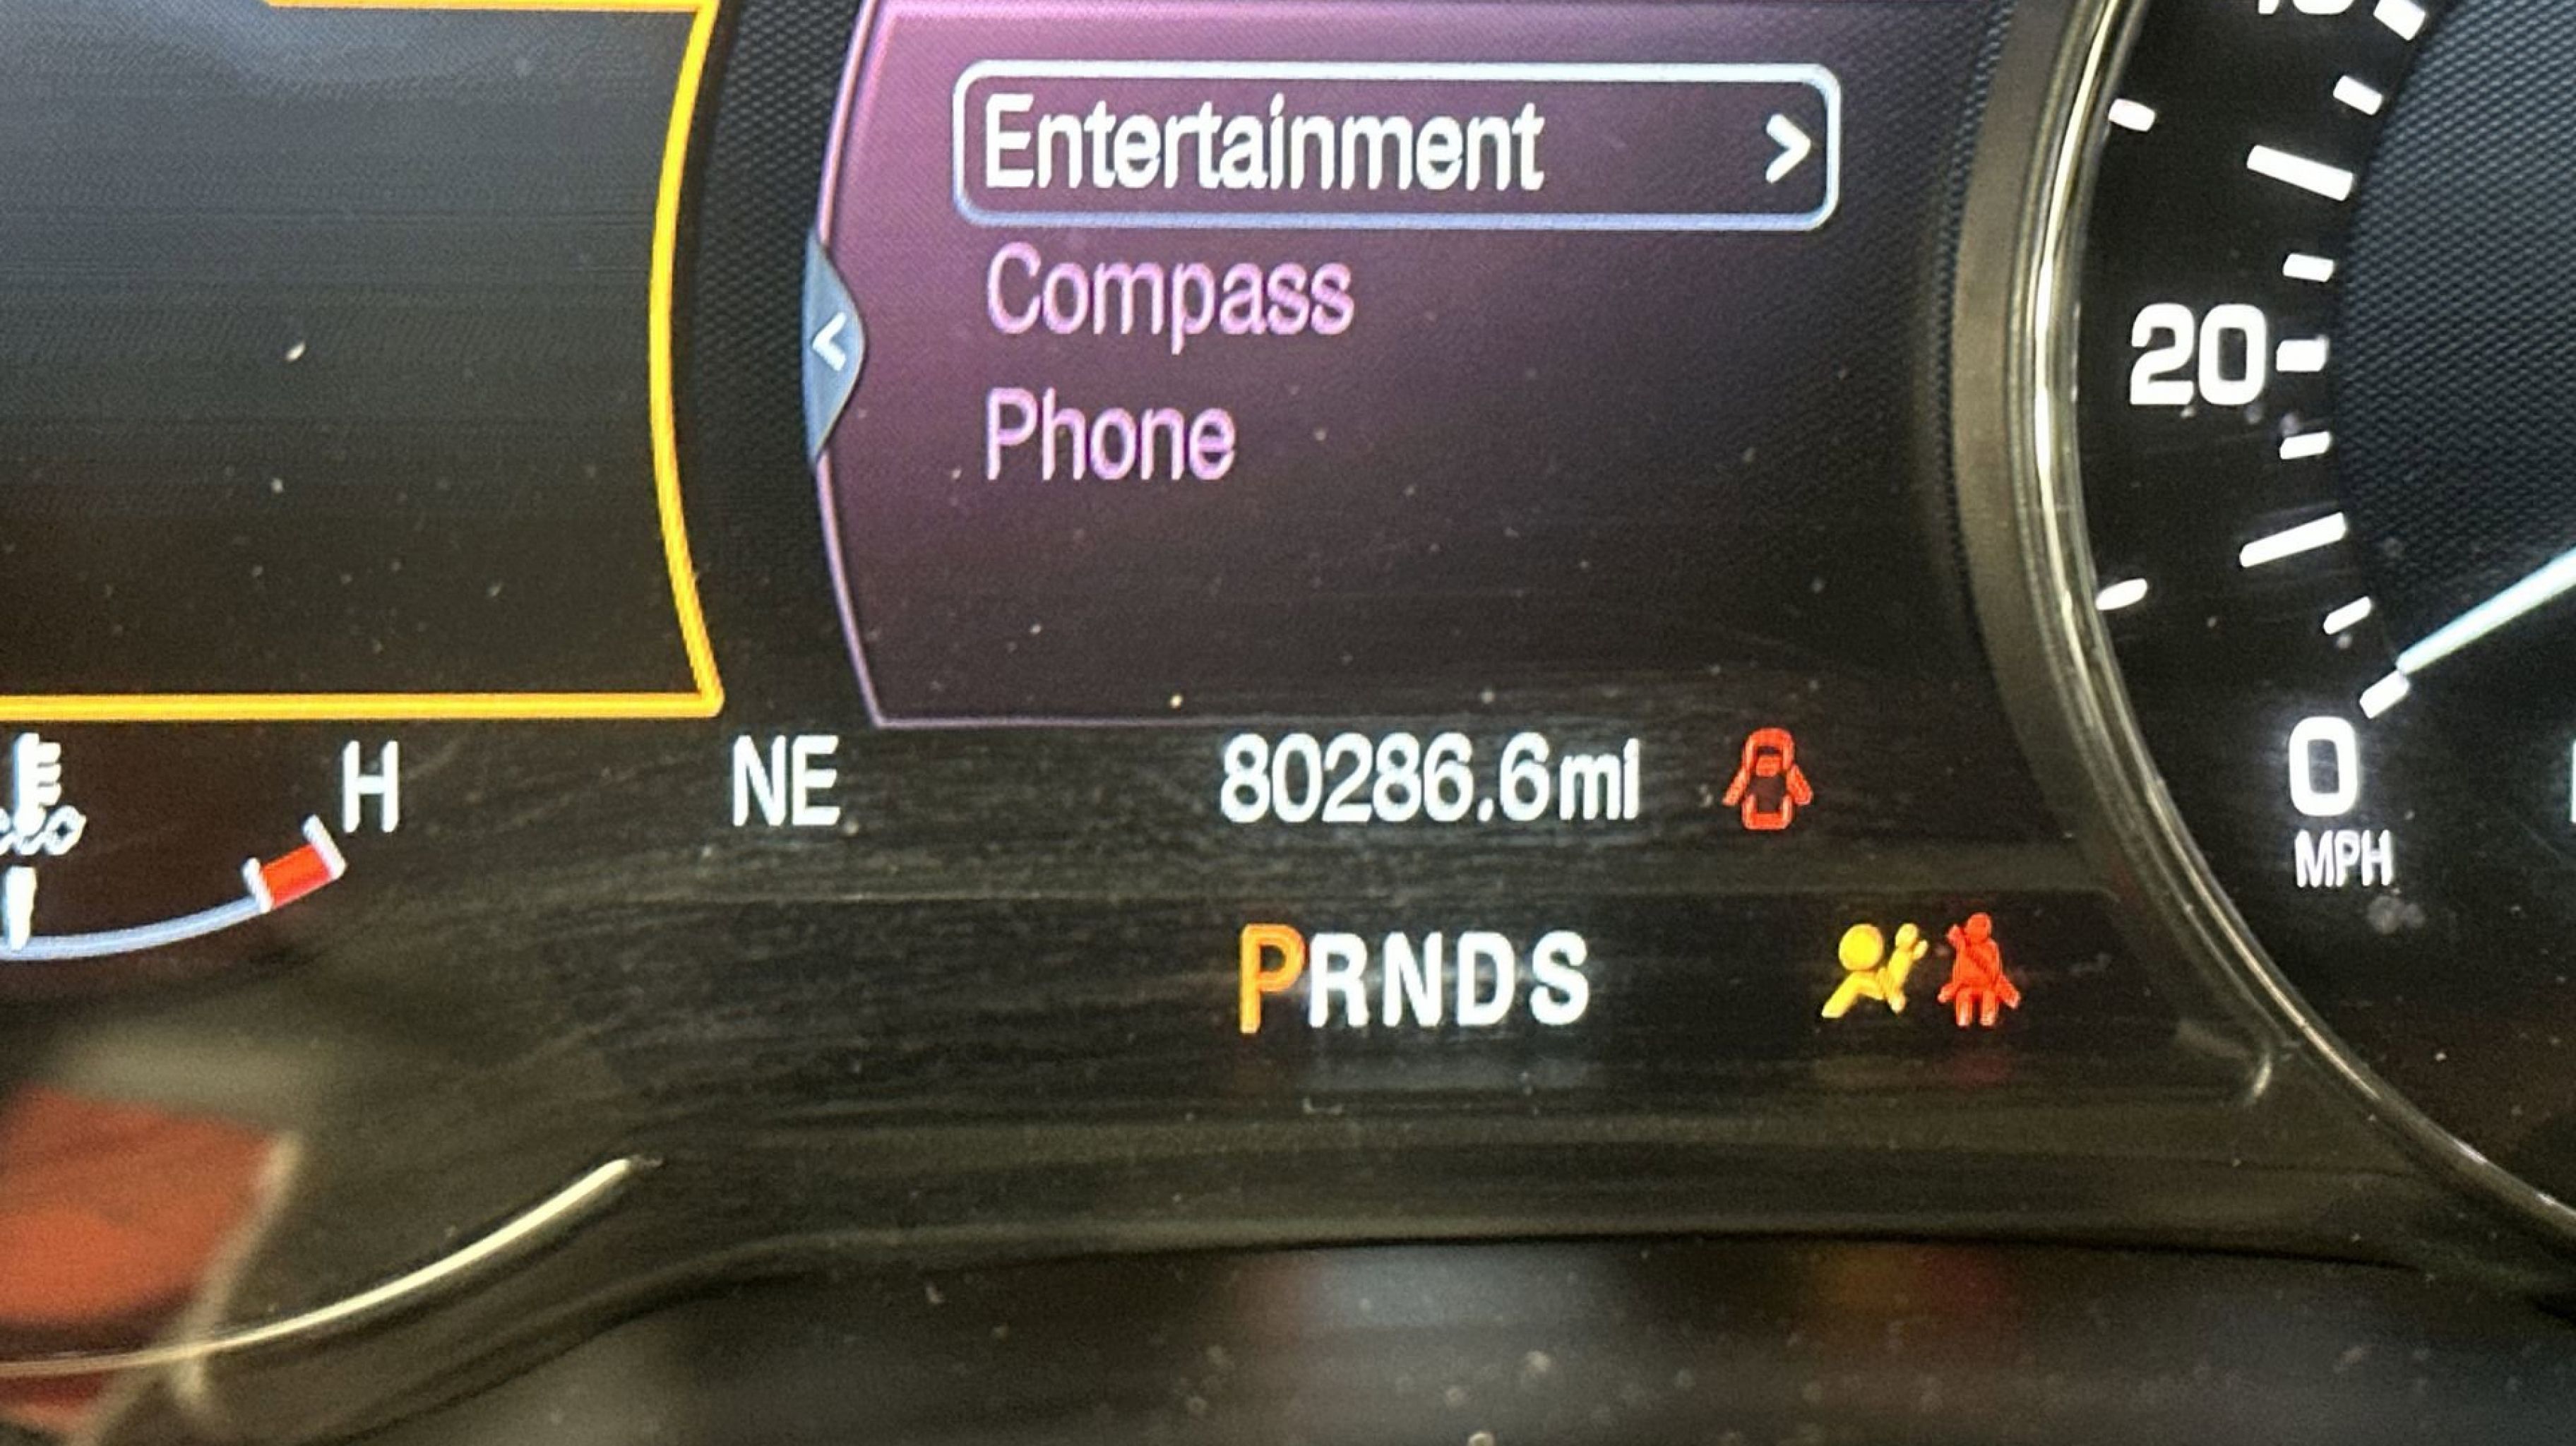 Entertainment >
Compass
Phone
20
H
NE
80286.6mi
0
MPH
PRNDS